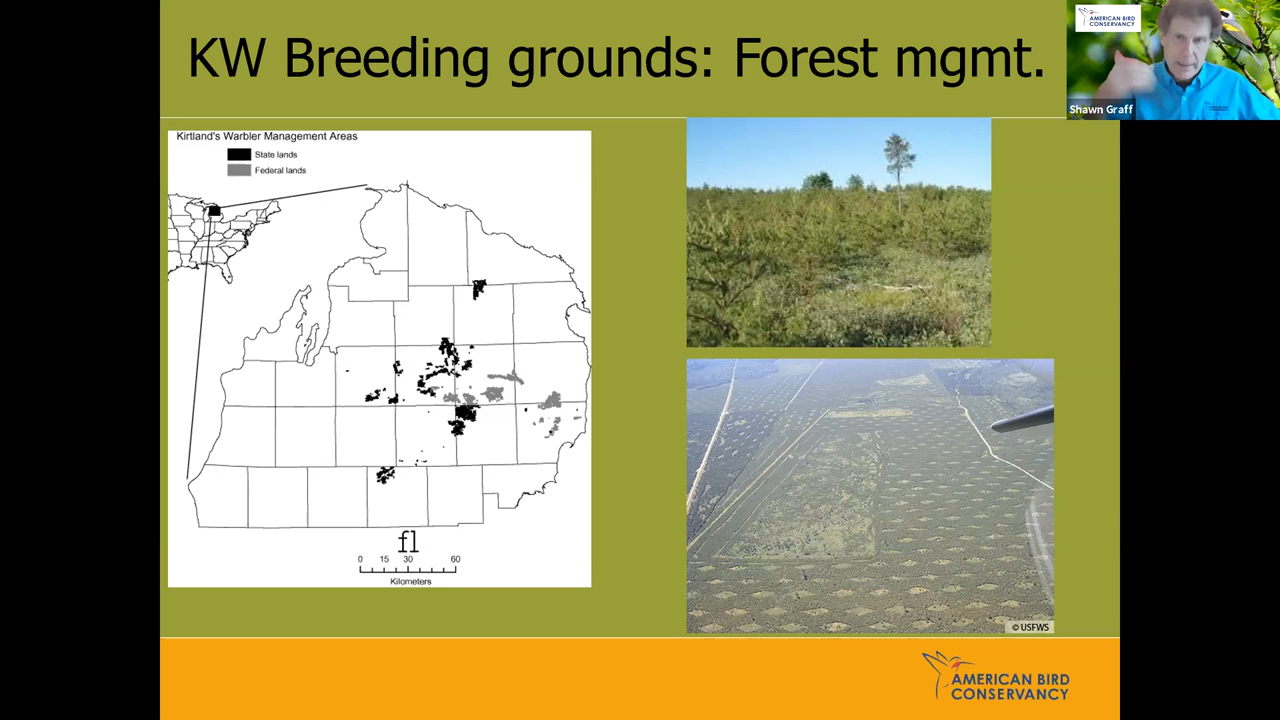 KW Breeding grounds: Forest mgmt.
AMERICAN BIRD
CONSERVANCY
Shawn Graff
Kirtland's Warbler Management Areas
State lands
Federal lands
fl
0 15 30 60
Kilometers
© USFWS
AMERICAN BIRD
CONSERVANCY